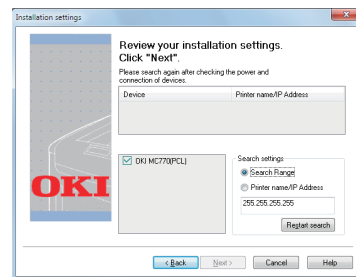 Installation settings
Review your installation settings.
Click "Next".
Please search again after checking the power and
connection of devices.
Device Printer name/IP Address
OKI MC770(PCL)
Search settings
Search Range
Printer name/IP Address
255.255.255.255
Restart search
OKI
< Back Next > Cancel Help